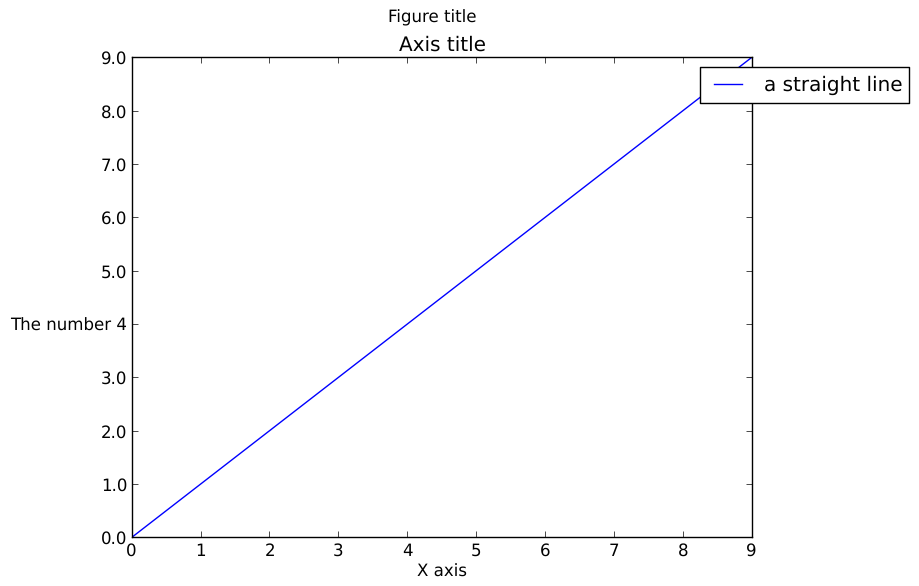 Figure title
Axis title
a straight line
9.0
8.0
7.0
6.0
5.0
The number 4
3.0
2.0
1.0
0.0
0 1 2 3 4 5 6 7 8 9
X axis